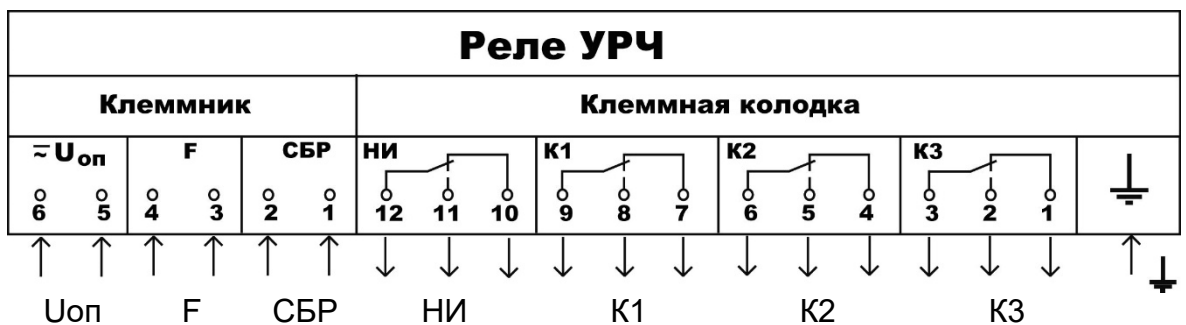 Реле УРЧ
Клеммник Клеммная колодка
≂ Uоп F СБР НИ К1 К2 К3
6 5 4 3 2 1 12 11 10 9 8 7 6 5 4 3 2 1
Uоп F СБР НИ К1 К2 К3